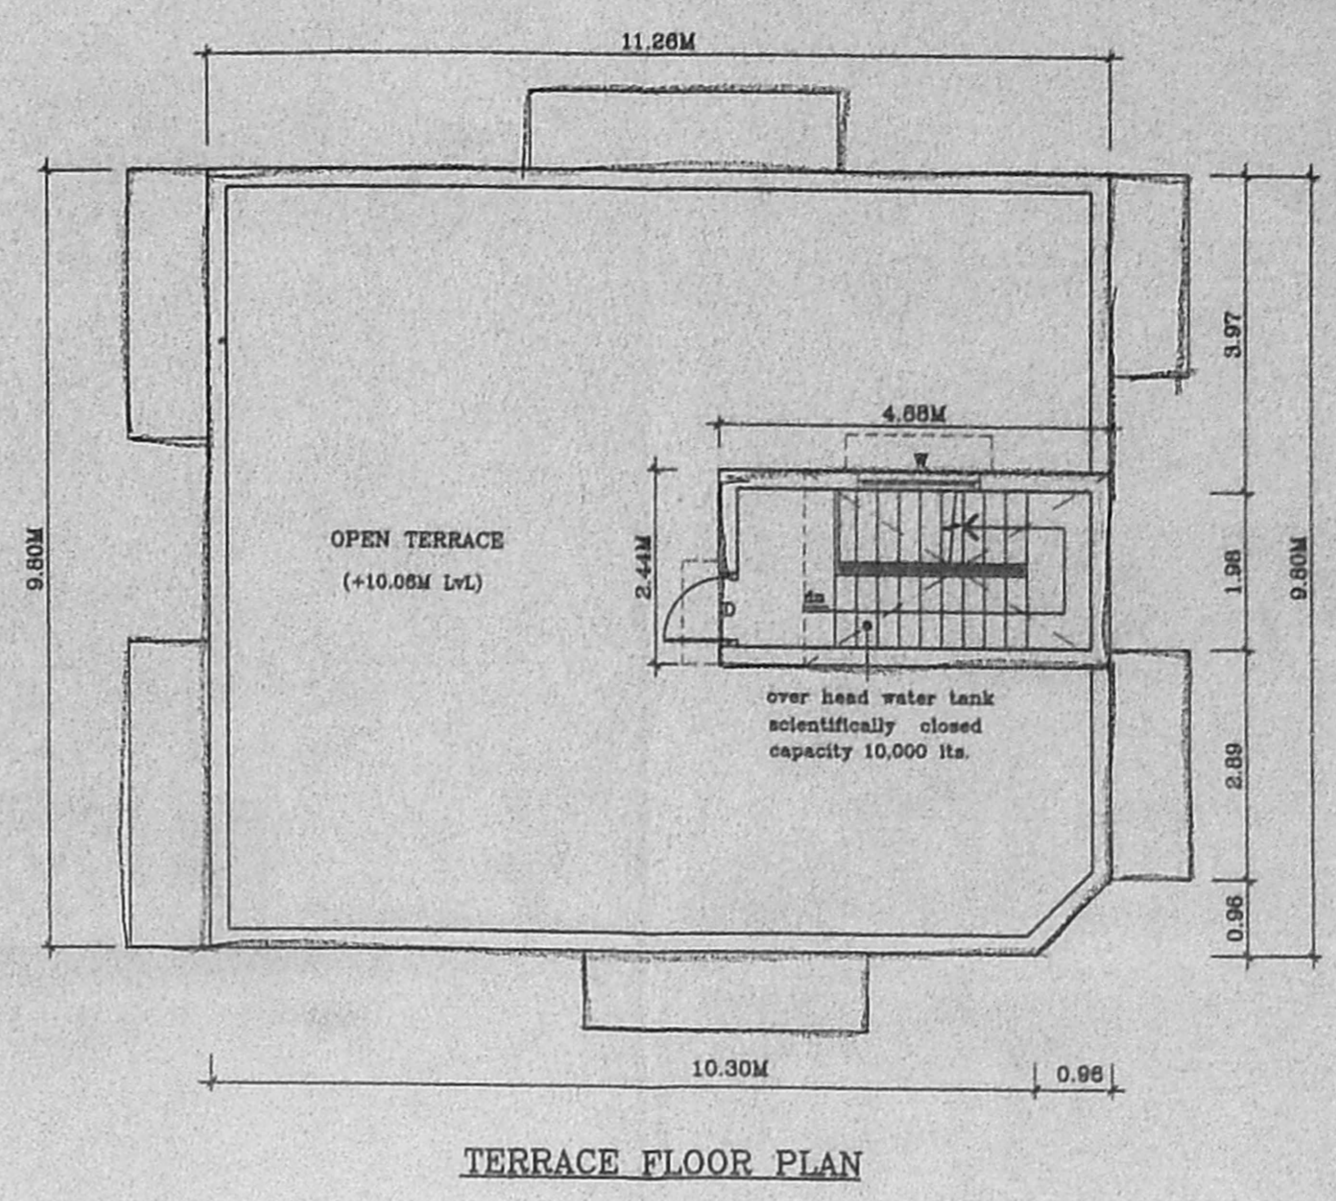 11.26M
3.97
4.88M
W
OPEN TERRACE
(+10.06M LvL)
9.80M
2.44M
1.98
9.80M
D
dn
over head water tank
scientifically closed
capacity 10,000 lts.
2.89
0.96
10.30M
0.96
TERRACE FLOOR PLAN